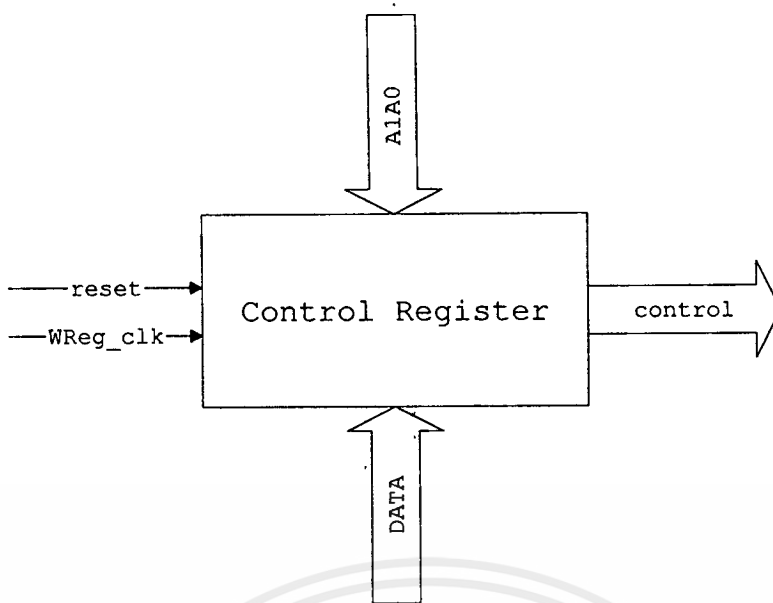 A1A0
reset
Control Register
control
WReg_clk
DATA